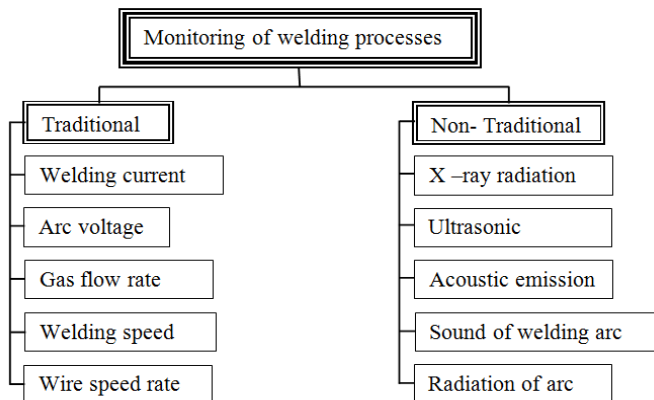 Monitoring of welding processes
Traditional
Welding current
Arc voltage
Gas flow rate
Welding speed
Wire speed rate
Non- Traditional
X –ray radiation
Ultrasonic
Acoustic emission
Sound of welding arc
Radiation of arc